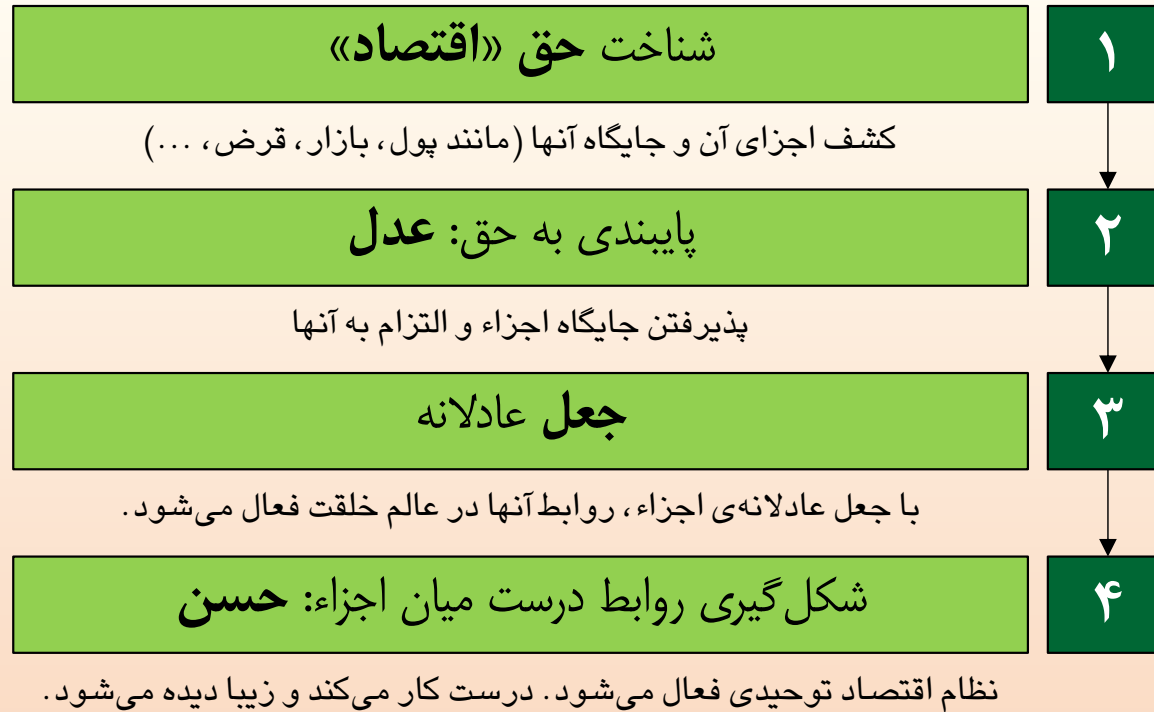 ۱
شناخت حق «اقتصاد»
کشف اجزای آن و جایگاه آنها (مانند پول، بازار، قرض، ...)
۲
پایبندی به حق: عدل
پذیرفتن جایگاه اجزاء و التزام به آنها
۳
جعل عادلانه
با جعل عادلانه‌ی اجزاء، روابط آنها در عالم خلقت فعال می‌شود.
۴
شکل‌گیری روابط درست میان اجزاء: حسن
نظام اقتصاد توحیدی فعال می‌شود. درست کار می‌کند و زیبا دیده می‌شود.